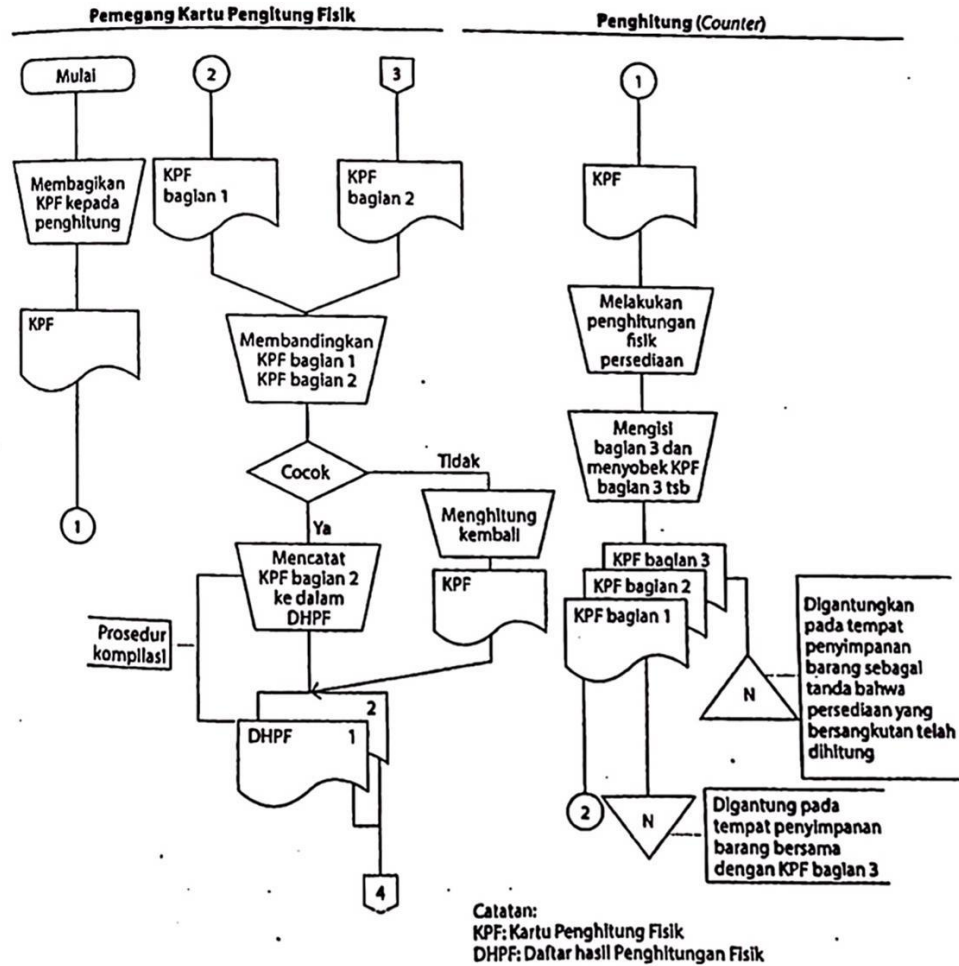 Pemegang Kartu Pengitung Fisik
Mulai
Membagikan
KPF kepada
penghitung
KPF
1
2
KPF
bagian 1
3
KPF
bagian 2
Membandingkan
KPF bagian 1
KPF bagian 2
Cocok
Tidak
Ya
Menghitung
kembali
KPF
Mencatat
KPF bagian 2
ke dalam
DHPF
Prosedur
kompilasi
2
DHPF 1
4
Penghitung (Counter)
1
KPF
Melakukan
penghitungan
fisik
persediaan
Mengisi
bagian 3 dan
menyobek KPF
bagian 3 tsb
KPF bagian 3
KPF bagian 2
KPF bagian 1
N
Digantungkan
pada tempat
penyimpanan
barang sebagai
tanda bahwa
persediaan yang
bersangkutan telah
dihitung
2
N
Digantung pada
tempat penyimpanan
barang bersama
dengan KPF bagian 3
Catatan:
KPF: Kartu Penghitung Fisik
DHPF: Daftar hasil Penghitungan Fisik